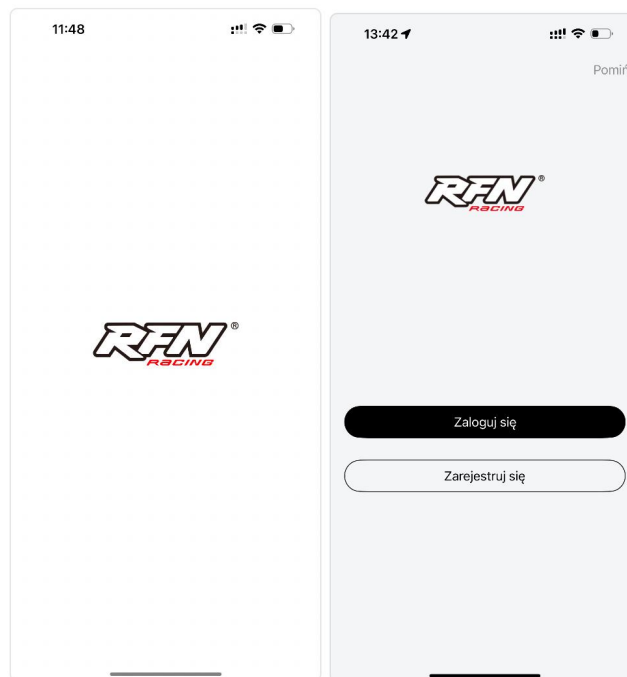 11:48
RFN®
RACING
13:42
Pomiń
RFN®
RACING
Zaloguj się
Zarejestruj się